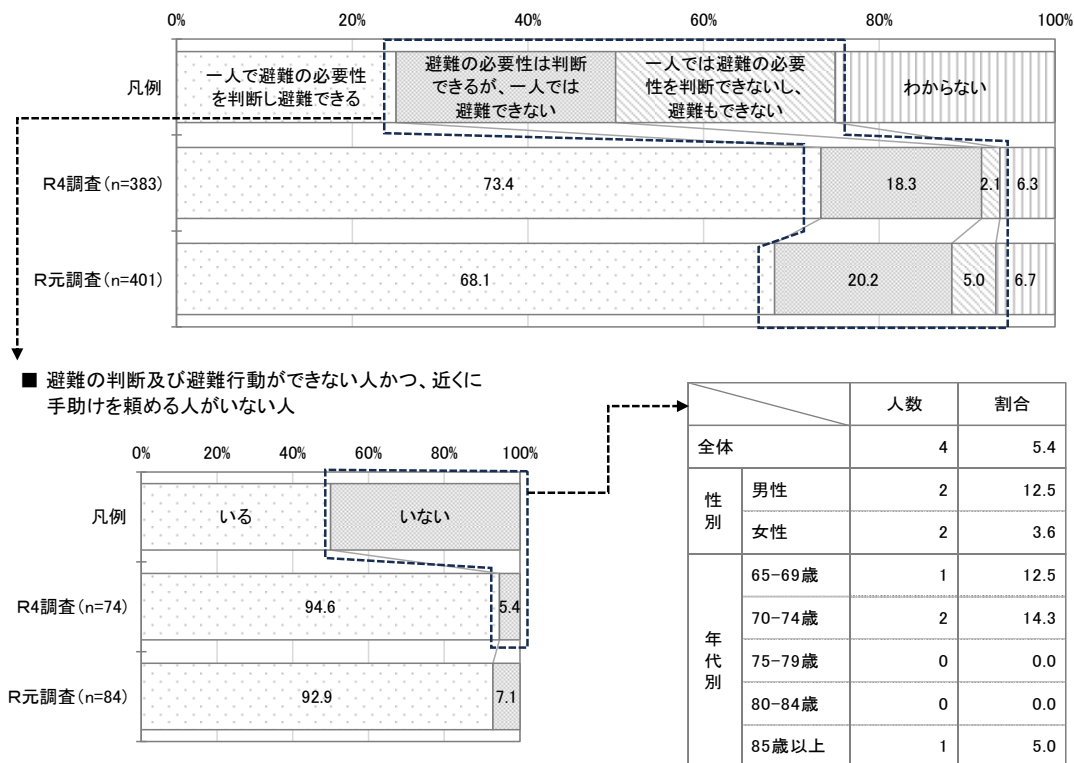 0% 20% 40% 60% 80% 100%
凡例
一人で避難の必要性
を判断し避難できる
避難の必要性は判断
できるが、一人では
避難できない
一人では避難の必要
性を判断できないし、
避難もできない
わからない
R4調査(n=383) 73.4 18.3 2.1 6.3
R元調査(n=401) 68.1 20.2 5.0 6.7
■ 避難の判断及び避難行動ができない人かつ、近くに
手助けを頼める人がいない人
0% 20% 40% 60% 80% 100%
凡例 いる いない
R4調査(n=74) 94.6 5.4
R元調査(n=84) 92.9 7.1
人数 割合
全体 4 5.4
性別
男性 2 12.5
女性 2 3.6
年代別
65-69歳 1 12.5
70-74歳 2 14.3
75-79歳 0 0.0
80-84歳 0 0.0
85歳以上 1 5.0